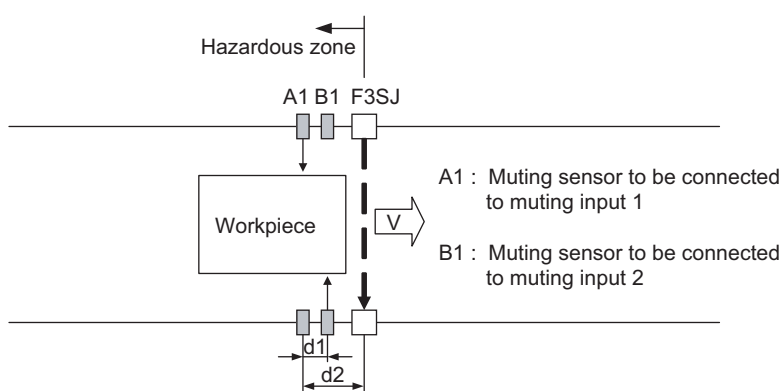 Hazardous zone
A1 B1 F3SJ
A1 : Muting sensor to be connected
to muting input 1
Workpiece
V
B1 : Muting sensor to be connected
to muting input 2
d1
d2